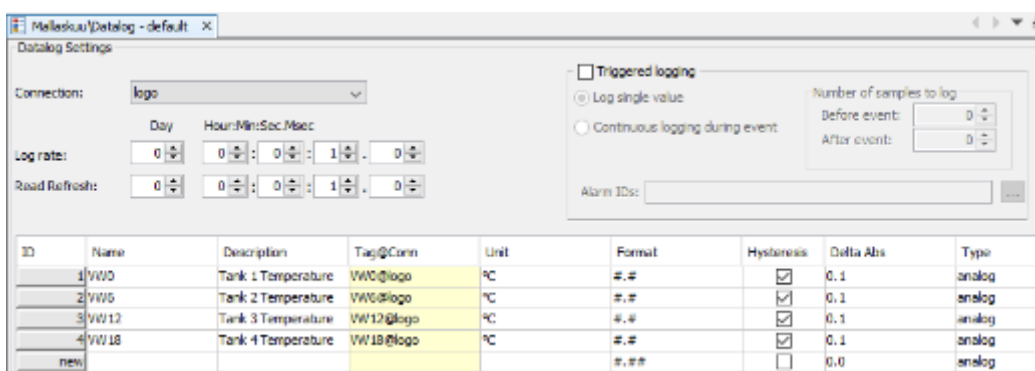 Mallaskuu\Datalog - default ×
Datalog Settings
Connection: logo
Triggered logging
Log single value
Continuous logging during event
Number of samples to log
Before event: 0
After event: 0
Day Hour:Min:Sec.Msec
Log rate: 0 0 : 0 : 1 . 0
Read Refresh: 0 0 : 0 : 1 . 0
Alarm IDs: ...
ID Name Description Tag@Conn Unit Format Hysteresis Delta Abs Type
1 VW0 Tank 1 Temperature VW0@logo ºC #.# 0.1 analog
2 VW6 Tank 2 Temperature VW6@logo ºC #.# 0.1 analog
3 VW12 Tank 3 Temperature VW12@logo ºC #.# 0.1 analog
4 VW18 Tank 4 Temperature VW18@logo ºC #.# 0.1 analog
new #.## 0.0 analog